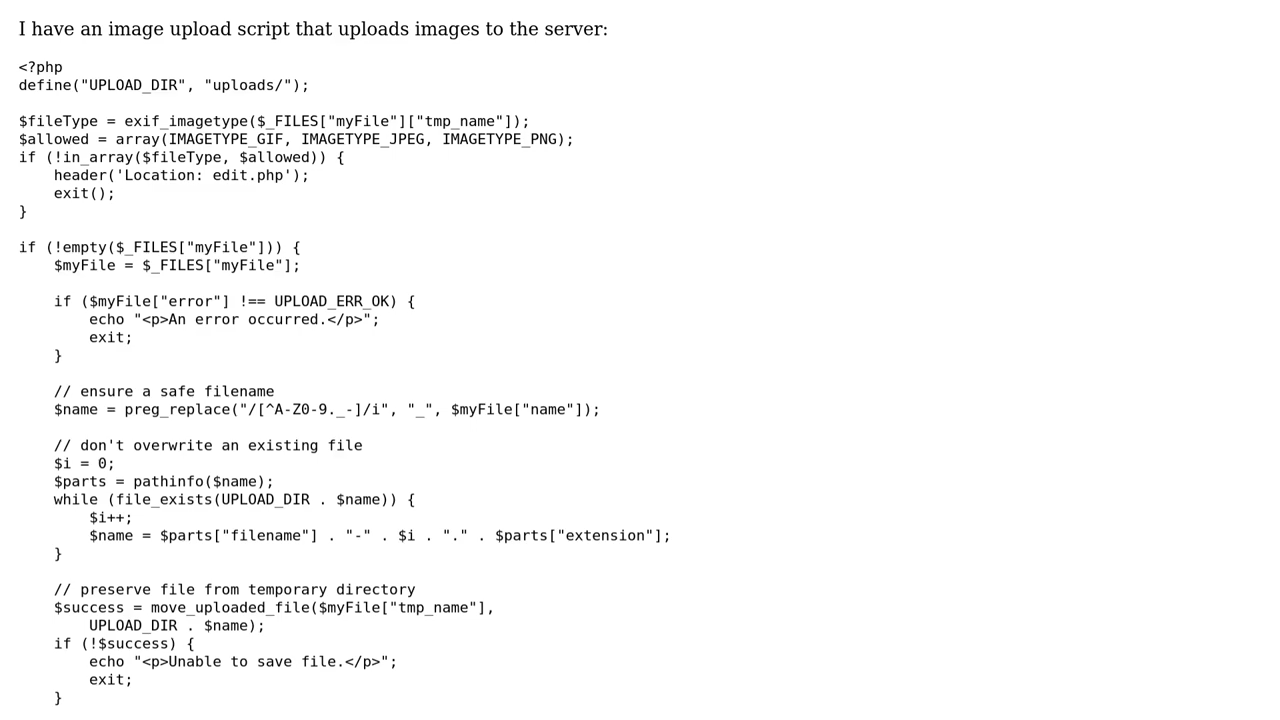 I have an image upload script that uploads images to the server:
<?php
define("UPLOAD_DIR", "uploads/");
$fileType = exif_imagetype($_FILES["myFile"]["tmp_name"]);
$allowed = array(IMAGETYPE_GIF, IMAGETYPE_JPEG, IMAGETYPE_PNG);
if (!in_array($fileType, $allowed)) {
    header('Location: edit.php');
    exit();
}
if (!empty($_FILES["myFile"])) {
    $myFile = $_FILES["myFile"];
    if ($myFile["error"] !== UPLOAD_ERR_OK) {
        echo "<p>An error occurred.</p>";
        exit;
    }
    // ensure a safe filename
    $name = preg_replace("/[^A-Z0-9._-]/i", "_", $myFile["name"]);
    // don't overwrite an existing file
    $i = 0;
    $parts = pathinfo($name);
    while (file_exists(UPLOAD_DIR . $name)) {
        $i++;
        $name = $parts["filename"] . "-" . $i . "." . $parts["extension"];
    }
    // preserve file from temporary directory
    $success = move_uploaded_file($myFile["tmp_name"],
        UPLOAD_DIR . $name);
    if (!$success) {
        echo "<p>Unable to save file.</p>";
        exit;
    }